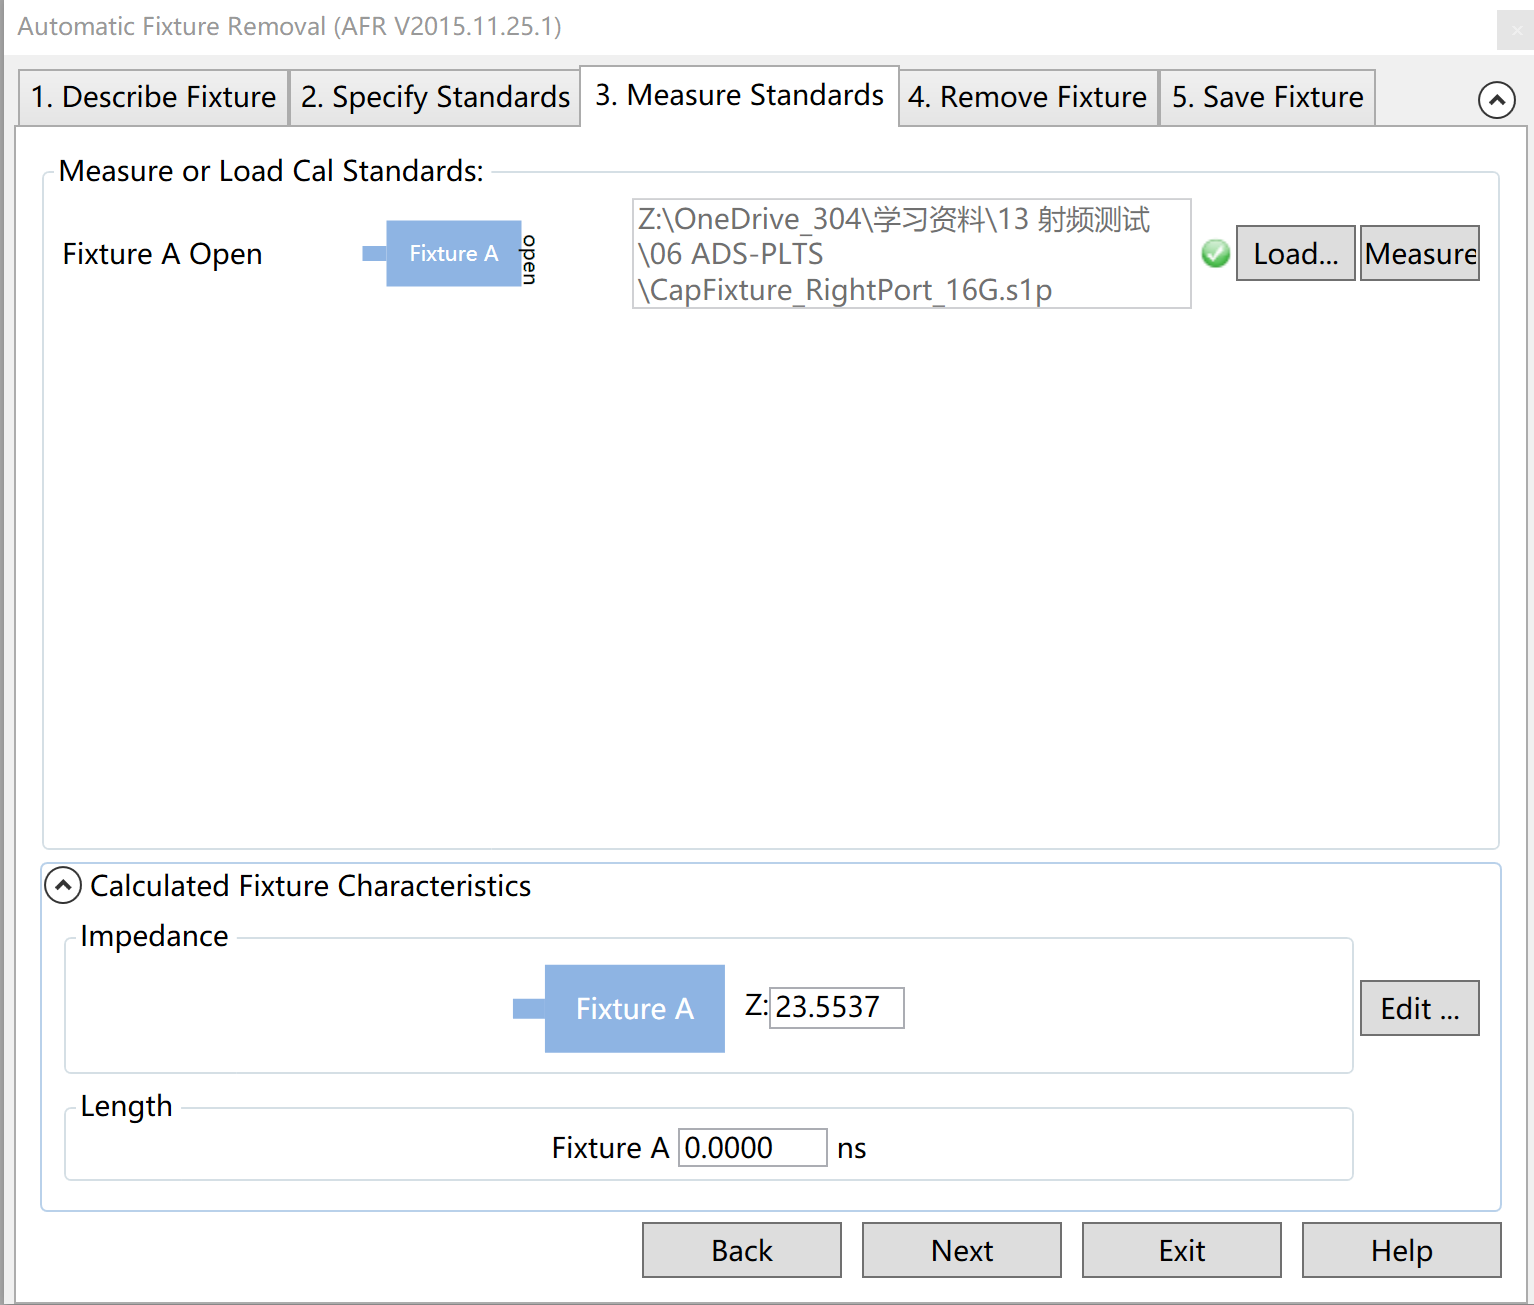 Automatic Fixture Removal (AFR V2015.11.25.1)
1. Describe Fixture
2. Specify Standards
3. Measure Standards
4. Remove Fixture
5. Save Fixture
Measure or Load Cal Standards:
Fixture A Open
Fixture A
open
Z:\OneDrive_304\学习资料\13 射频测试
\06 ADS-PLTS
\CapFixture_RightPort_16G.s1p
Load...
Measure
Calculated Fixture Characteristics
Impedance
Fixture A
Z:
23.5537
Edit ...
Length
Fixture A
0.0000
ns
Back
Next
Exit
Help